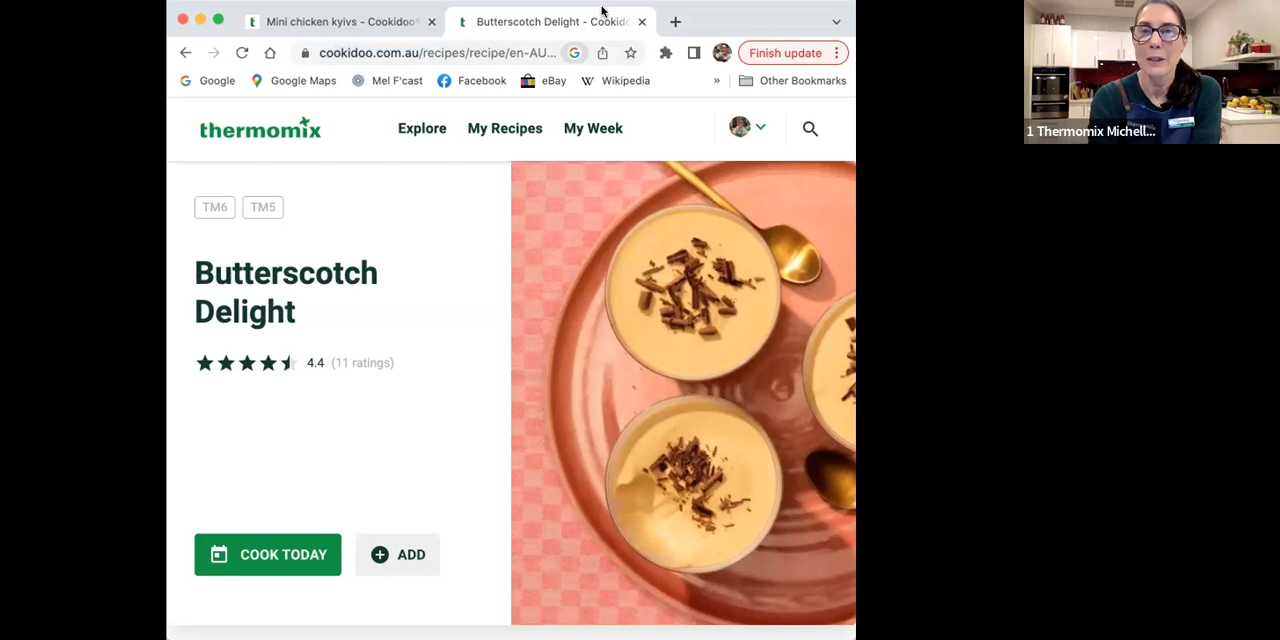 Mini chicken kyivs - Cookidoo®
Butterscotch Delight - Cookido
cookidoo.com.au/recipes/recipe/en-AU...
Finish update
Google
Google Maps
Mel F'cast
Facebook
eBay
Wikipedia
»
Other Bookmarks
thermomix
Explore
My Recipes
My Week
TM6
TM5
Butterscotch
Delight
4.4 (11 ratings)
COOK TODAY
ADD
1 Thermomix Michell...